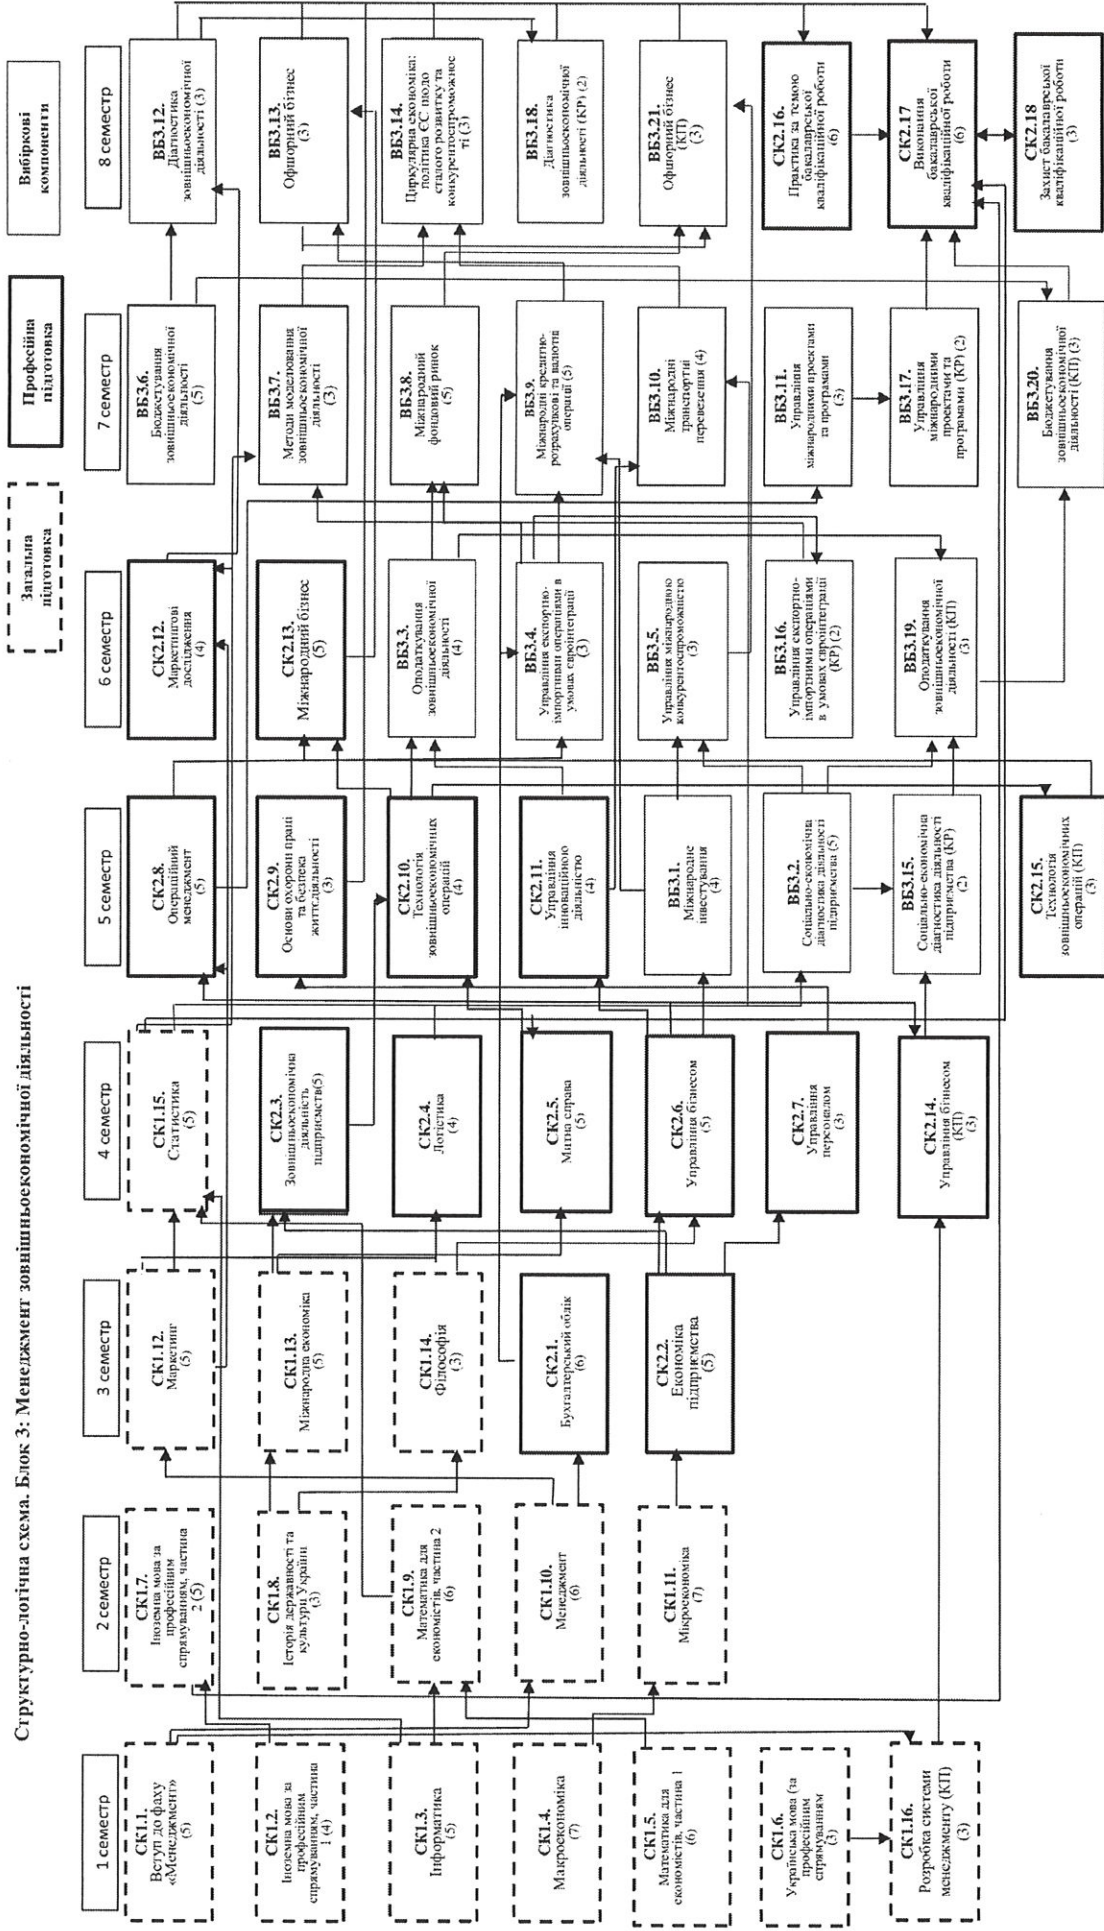 Структурно-логічна схема. Блок 3: Менеджмент зовнішньоекономічної діяльності
Загальна
підготовка
Професійна
підготовка
Вибіркові
компоненти
1 семестр
СК1.1.
Вступ до фаху
«Менеджмент»
(5)
СК1.2.
Іноземна мова за
професійним
спрямуванням, частина
1 (4)
СК1.3.
Інформатика
(5)
СК1.4.
Макроекономіка
(7)
СК1.5.
Математика для
економістів, частина 1
(6)
СК1.6.
Українська мова (за
професійним
спрямуванням
(3)
СК1.16.
Розробка системи
менеджменту (КП)
(3)
2 семестр
СК1.7.
Іноземна мова за
професійним
спрямуванням, частина
2 (5)
СК1.8.
Історія державності та
культури України
(3)
СК1.9.
Математика для
економістів, частина 2
(6)
СК1.10.
Менеджмент
(6)
СК1.11.
Мікроекономіка
(7)
3 семестр
СК1.12.
Маркетинг
(5)
СК1.13.
Міжнародна економіка
(5)
СК1.14.
Філософія
(3)
СК2.1.
Бухгалтерський облік
(6)
СК2.2.
Економіка
підприємства
(5)
4 семестр
СК1.15.
Статистика
(5)
СК2.3.
Зовнішньоекономічна
діяльність
підприємств(5)
СК2.4.
Логістика
(4)
СК2.5.
Митна справа
(5)
СК2.6.
Управління бізнесом
(5)
СК2.7.
Управління
персоналом
(3)
СК2.14.
Управління бізнесом
(КП)
(3)
5 семестр
СК2.8.
Операційний
менеджмент
(5)
СК2.9.
Основи охорони праці
та безпека
життєдіяльності
(3)
СК2.10.
Технологія
зовнішньоекономічних
операцій
(4)
СК2.11.
Управління
інноваційною
діяльністю
(4)
ВБ3.1.
Міжнародне
інвестування
(4)
ВБ3.2.
Соціально-економічна
діагностика діяльності
підприємства (5)
ВБ3.15.
Соціально-економічна
діагностика діяльності
підприємства (КР)
(2)
СК2.15.
Технологія
зовнішньоекономічних
операцій (КП)
(3)
6 семестр
СК2.12.
Маркетингові
дослідження
(4)
СК2.13.
Міжнародний бізнес
(5)
ВБ3.3.
Оподаткування
зовнішньоекономічної
діяльності
(4)
ВБ3.4.
Управління експортно-
імпортними операціями в
умовах євроінтеграції
(3)
ВБ3.5.
Управління міжнародною
конкурентоспроможністю
(3)
ВБ3.16.
Управління експортно-
імпортними операціями
в умовах євроінтеграції
(КР) (2)
ВБ3.19.
Оподаткування
зовнішньоекономічної
діяльності (КП)
(3)
7 семестр
ВБ3.6.
Бюджетування
зовнішньоекономічної
діяльності
(5)
ВБ3.7.
Методи моделювання
зовнішньоекономічної
діяльності
(3)
ВБ3.8.
Міжнародний
фондовий ринок
(5)
ВБ3.9.
Міжнародні кредитно-
розрахункові та валютні
операції (5)
ВБ3.10.
Міжнародні
транспортні
перевезення (4)
ВБ3.11.
Управління
міжнародними проектами
та програмами
(3)
ВБ3.17.
Управління
міжнародними
проектами та
програмами (КР) (2)
ВБ3.20.
Бюджетування
зовнішньоекономічної
діяльності (КП) (3)
8 семестр
ВБ3.12.
Діагностика
зовнішньоекономічної
діяльності (3)
ВБ3.13.
Офшорний бізнес
(3)
ВБ3.14.
Циркулярна економіка:
політика ЄС щодо
сталого розвитку та
конкурентоспроможнос
ті (3)
ВБ3.18.
Діагностика
зовнішньоекономічної
діяльності (КР) (2)
ВБ3.21.
Офшорний бізнес
(КП)
(3)
СК2.16.
Практика за темою
бакалаврської
кваліфікаційної роботи
(6)
СК2.17
Виконання
бакалаврської
кваліфікаційної роботи
(6)
СК2.18
Захист бакалаврської
кваліфікаційної роботи
(3)